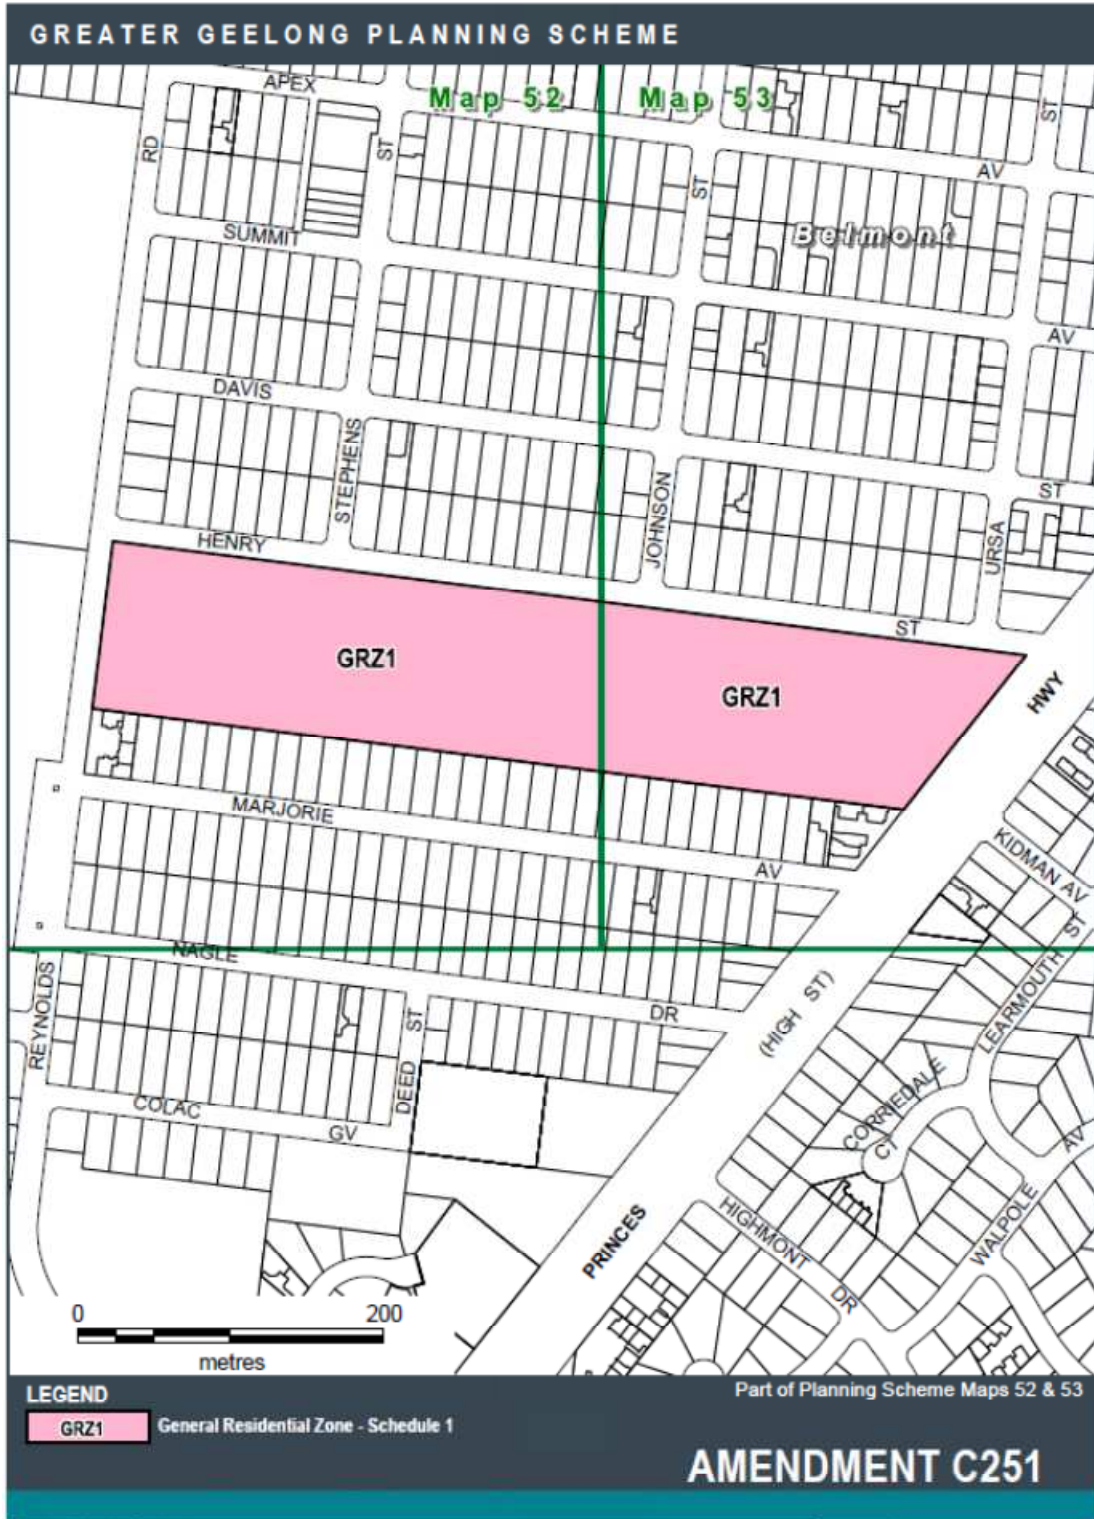 GREATER GEELONG PLANNING SCHEME
APEX
Map 52
Map 53
ST
RD
ST
ST
AV
SUMMIT
Belmont
AV
DAVIS
STEPHENS
JOHNSON
ST
URSA
HENRY
ST
GRZ1
GRZ1
HWY
MARJORIE
AV
KIDMAN AV
ST
NAGLE
LEARMOUTH
REYNOLDS
(HIGH ST)
DR
ST
DEED
COLAC
GV
CORRIEDALE
CT
AV
WALPOLE
HIGHMONT
DR
PRINCES
0 200
metres
LEGEND
Part of Planning Scheme Maps 52 & 53
GRZ1 General Residential Zone - Schedule 1
AMENDMENT C251